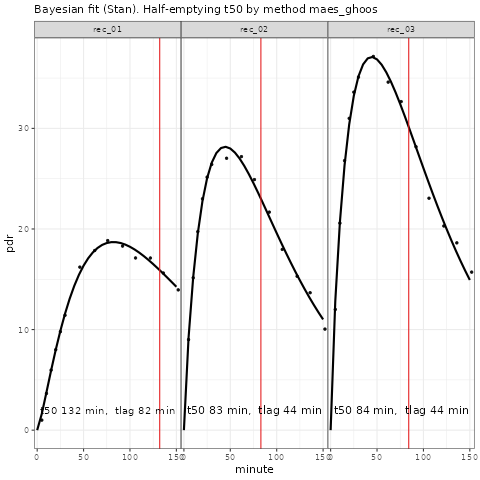 Bayesian fit (Stan). Half-emptying t50 by method maes_ghoos
rec_01 rec_02 rec_03
30
20
10
0
pdr
t50 132 min, tlag 82 min t50 83 min, tlag 44 min t50 84 min, tlag 44 min
0 50 100 150 0 50 100 150 0 50 100 150
minute